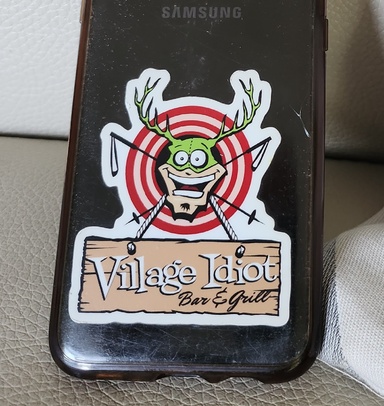 SAMSUNG
Village Idiot
Bar & Grill